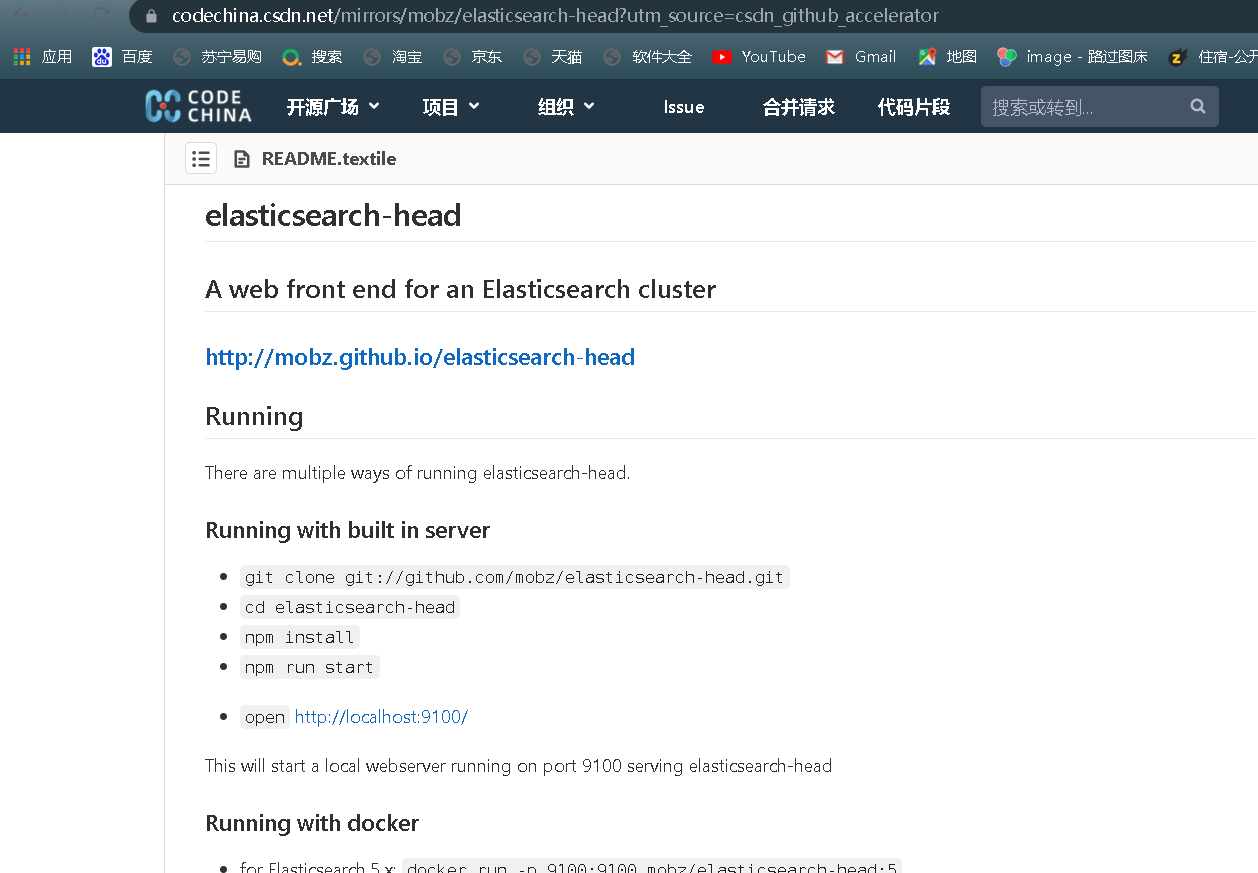 codechina.csdn.net/mirrors/mobz/elasticsearch-head?utm_source=csdn_github_accelerator
应用 百度 苏宁易购 搜索 淘宝 京东 天猫 软件大全 YouTube Gmail 地图 image - 路过图床 住宿-公开
CODE CHINA 开源广场 项目 组织 Issue 合并请求 代码片段 搜索或转到...
README.textile
elasticsearch-head
A web front end for an Elasticsearch cluster
http://mobz.github.io/elasticsearch-head
Running
There are multiple ways of running elasticsearch-head.
Running with built in server
git clone git://github.com/mobz/elasticsearch-head.git
cd elasticsearch-head
npm install
npm run start
open http://localhost:9100/
This will start a local webserver running on port 9100 serving elasticsearch-head
Running with docker
for Elasticsearch 5.x: docker run -p 9100:9100 mobz/elasticsearch-head:5